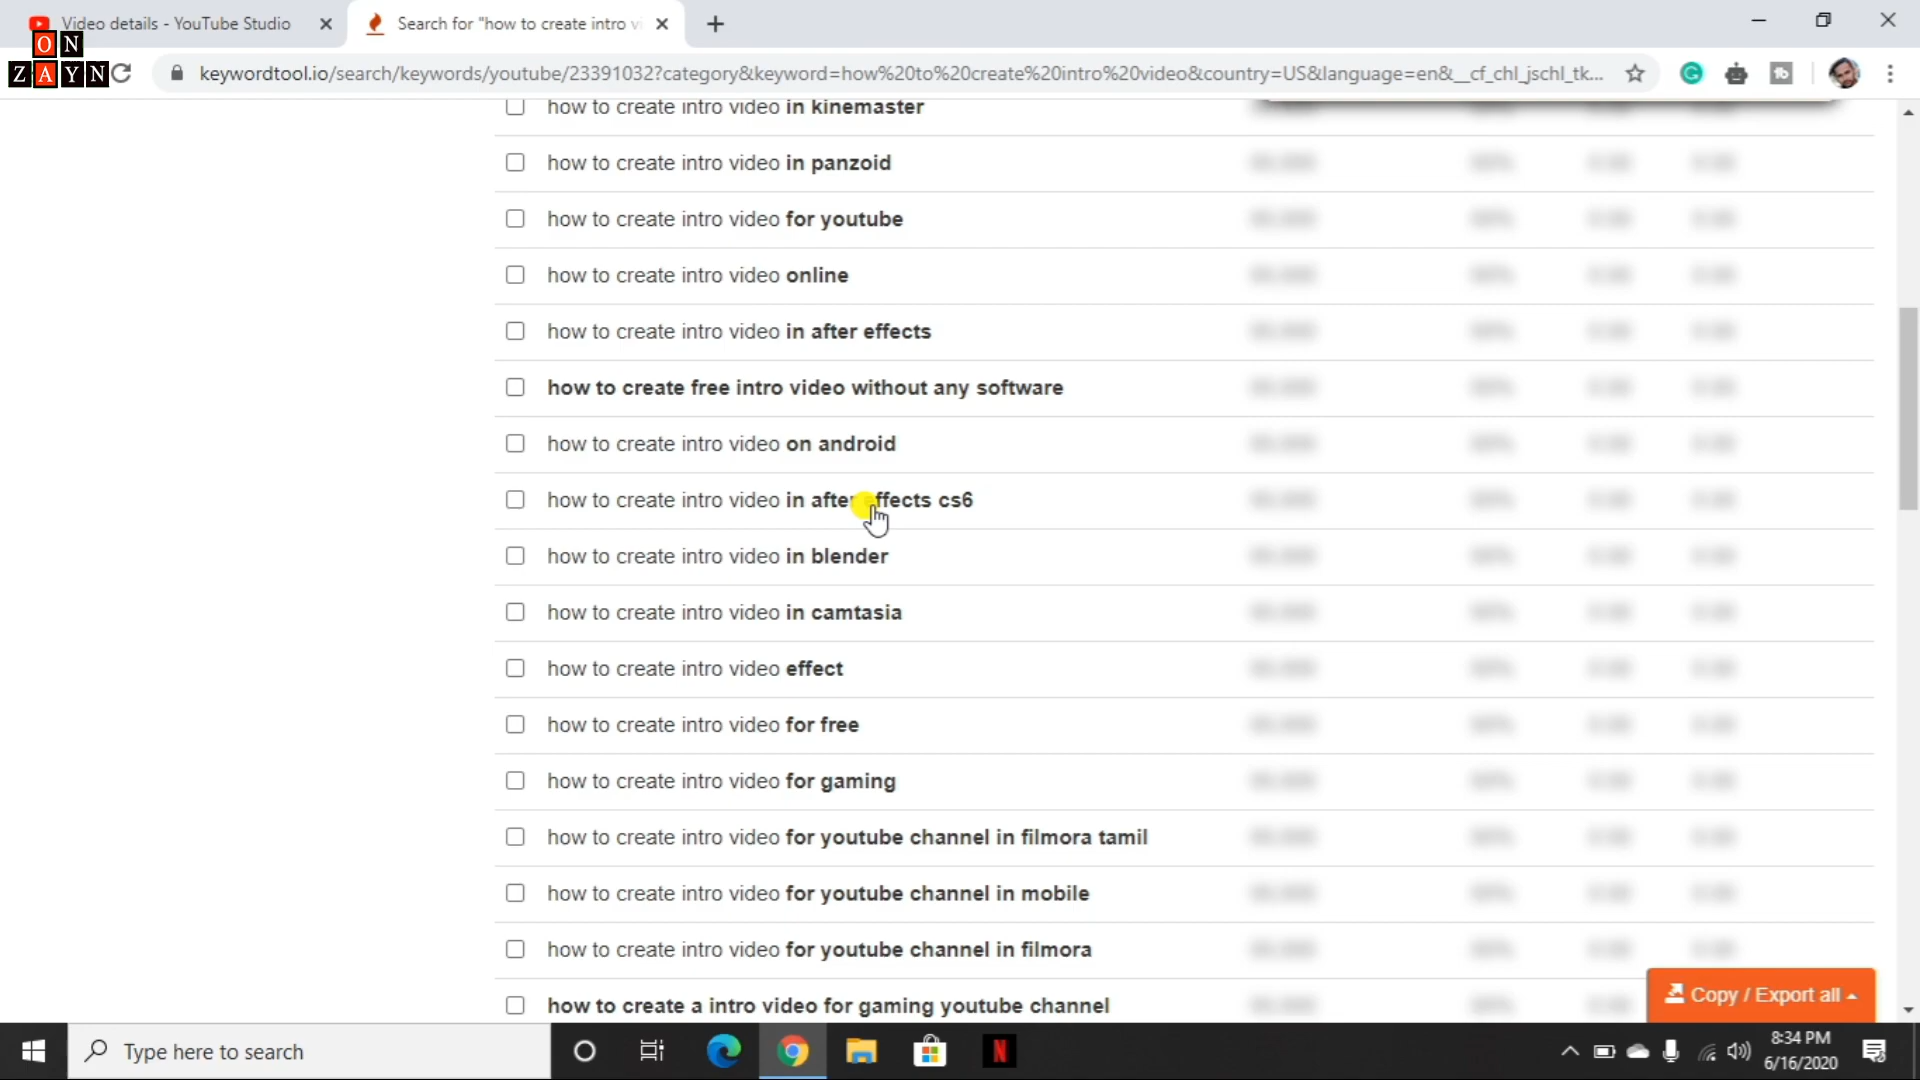 Video details - YouTube Studio
Search for "how to create intro vi
ON
ZAYN
keywordtool.io/search/keywords/youtube/23391032?category&keyword=how%20to%20create%20intro%20video&country=US&language=en&__cf_chl_jschl_tk...
how to create intro video in kinemaster
how to create intro video in panzoid
how to create intro video for youtube
how to create intro video online
how to create intro video in after effects
how to create free intro video without any software
how to create intro video on android
how to create intro video in after effects cs6
how to create intro video in blender
how to create intro video in camtasia
how to create intro video effect
how to create intro video for free
how to create intro video for gaming
how to create intro video for youtube channel in filmora tamil
how to create intro video for youtube channel in mobile
how to create intro video for youtube channel in filmora
how to create a intro video for gaming youtube channel
Copy / Export all
Type here to search
8:34 PM
6/16/2020